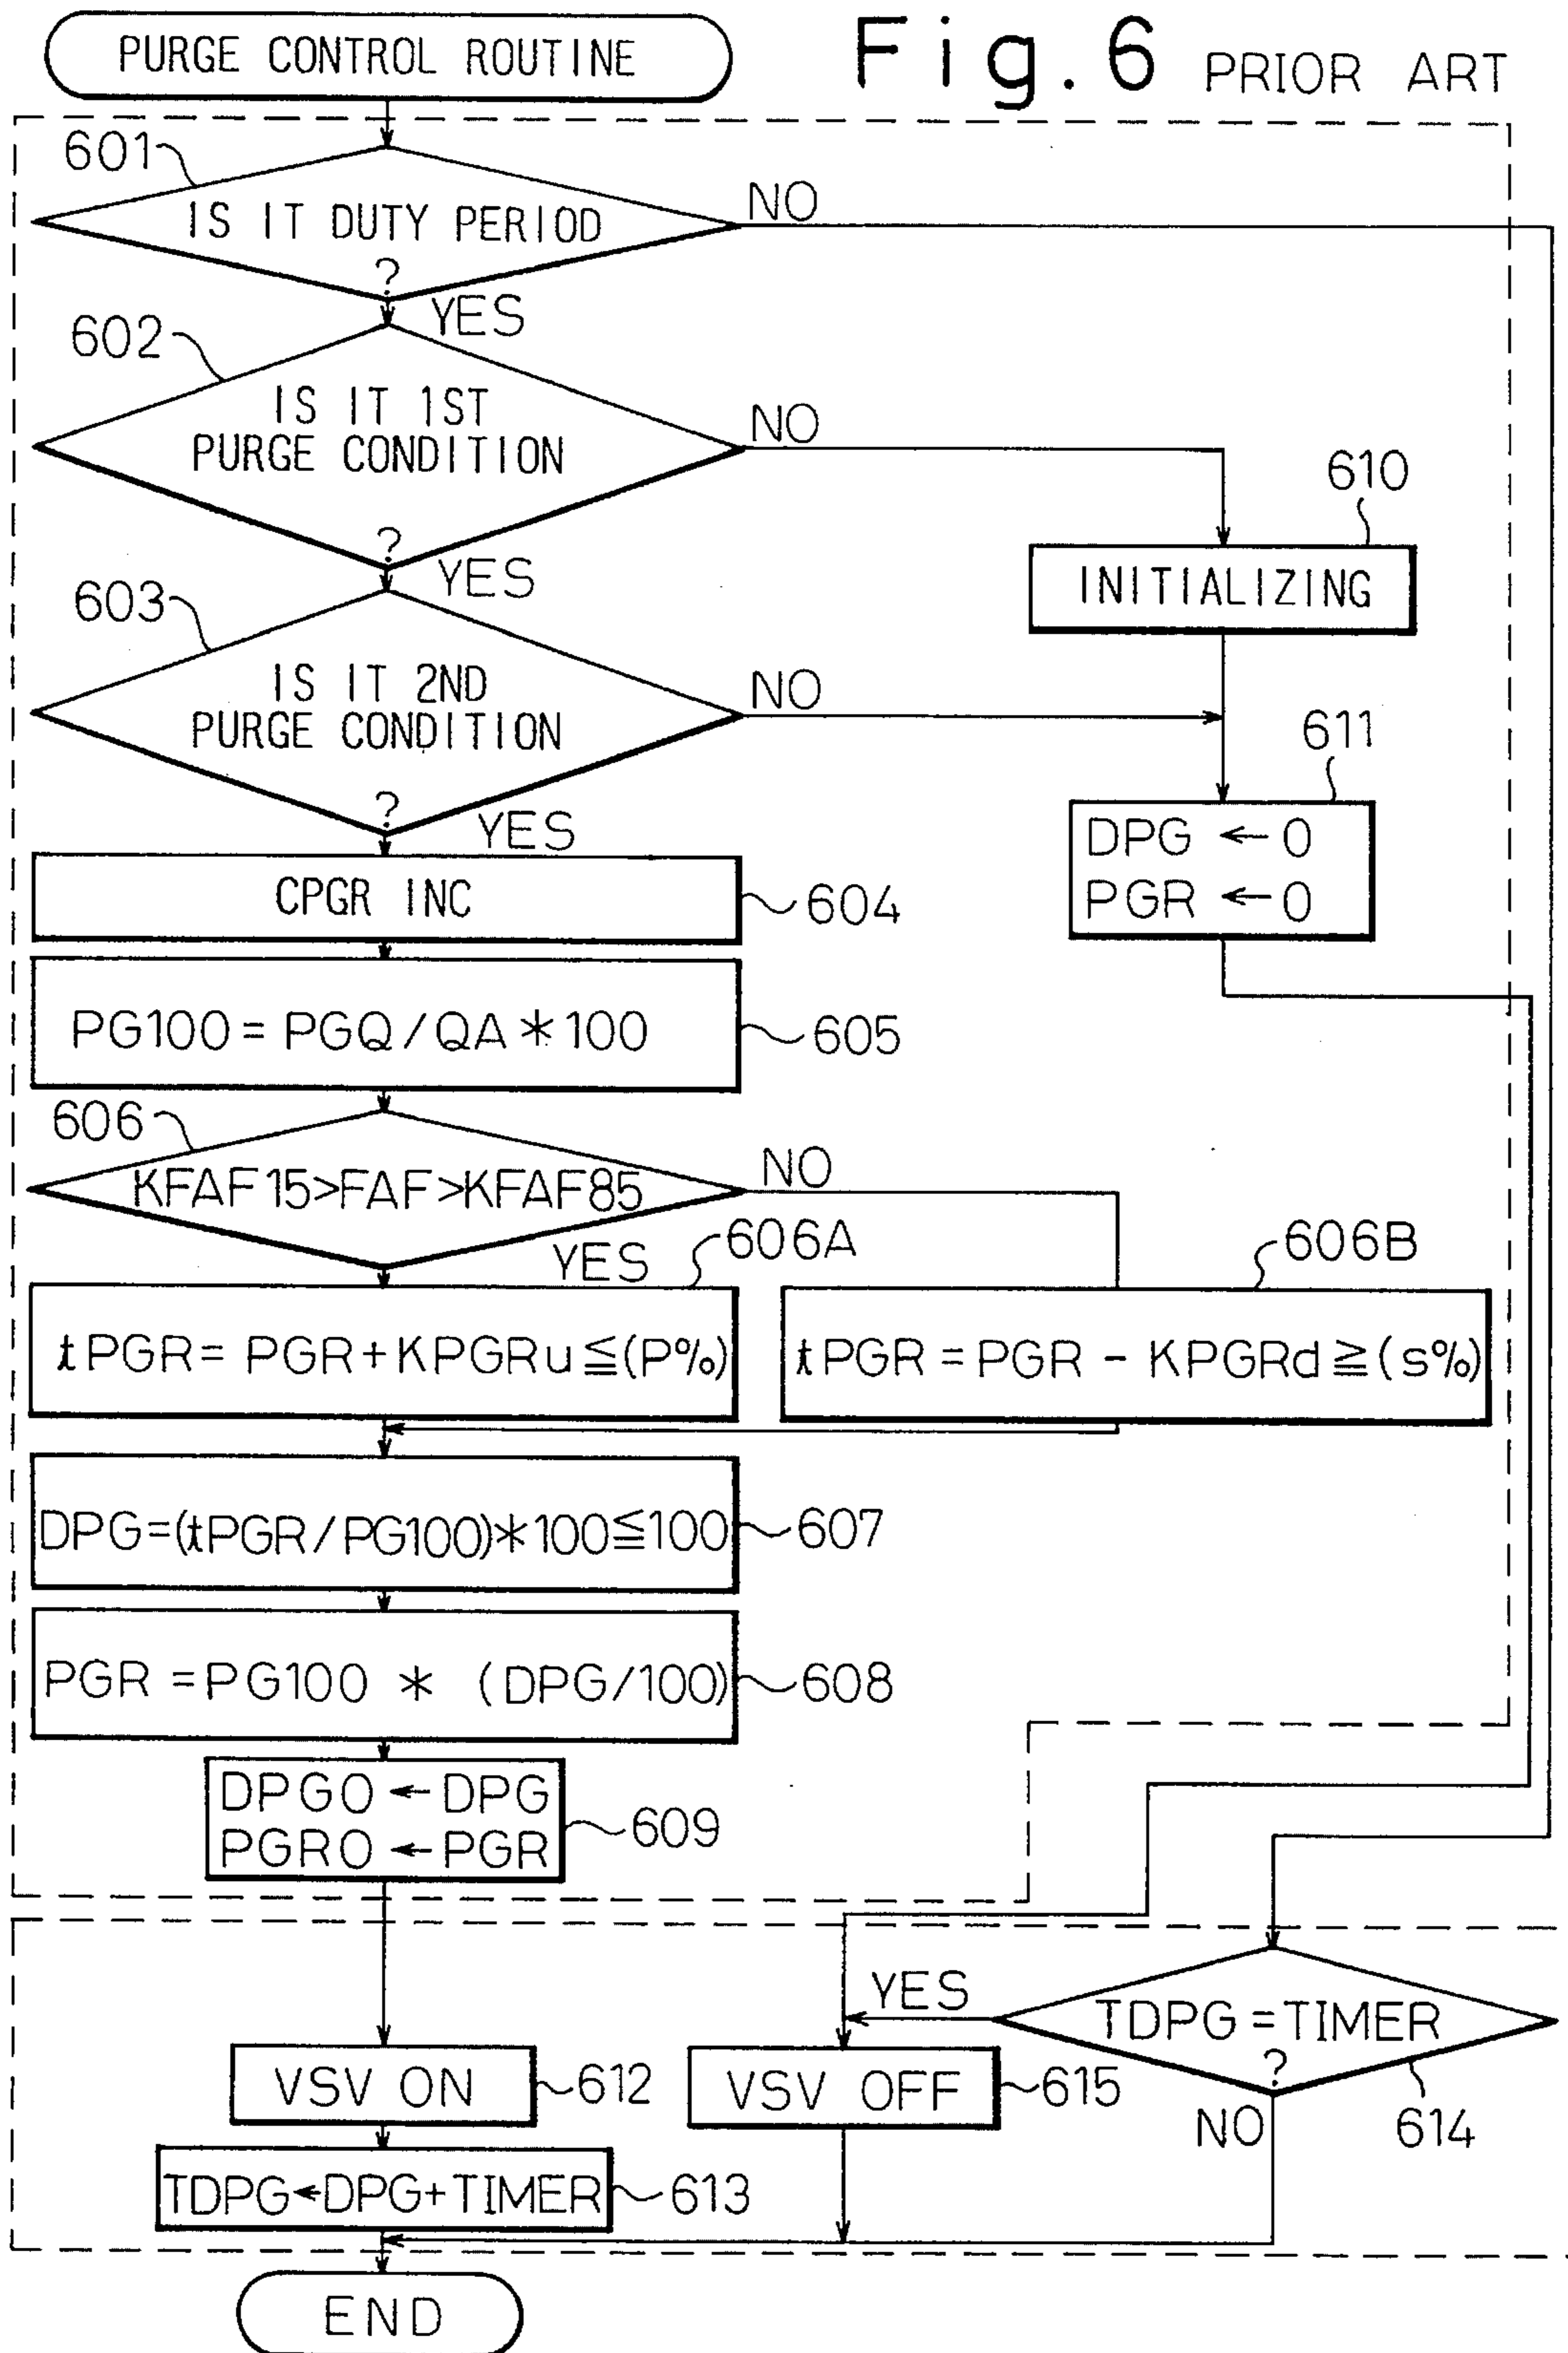 PURGE CONTROL ROUTINE
Fig. 6 PRIOR ART
601
IS IT DUTY PERIOD
?
NO
YES
602
IS IT 1ST
PURGE CONDITION
?
NO
YES
610
INITIALIZING
603
IS IT 2ND
PURGE CONDITION
?
NO
YES
611
DPG ← 0
PGR ← 0
CPGR INC
604
PG100 = PGQ / QA * 100
605
606
KFAF15>FAF>KFAF85
NO
YES
606A
606B
tPGR = PGR + KPGRu ≦ (P%)
tPGR = PGR - KPGRd ≧ (s%)
DPG=(tPGR/PG100)*100≦100
607
PGR = PG100 * (DPG/100)
608
DPGO ← DPG
PGRO ← PGR
609
YES
TDPG = TIMER
?
614
NO
VSV ON
612
VSV OFF
615
TDPG←DPG+TIMER
613
END